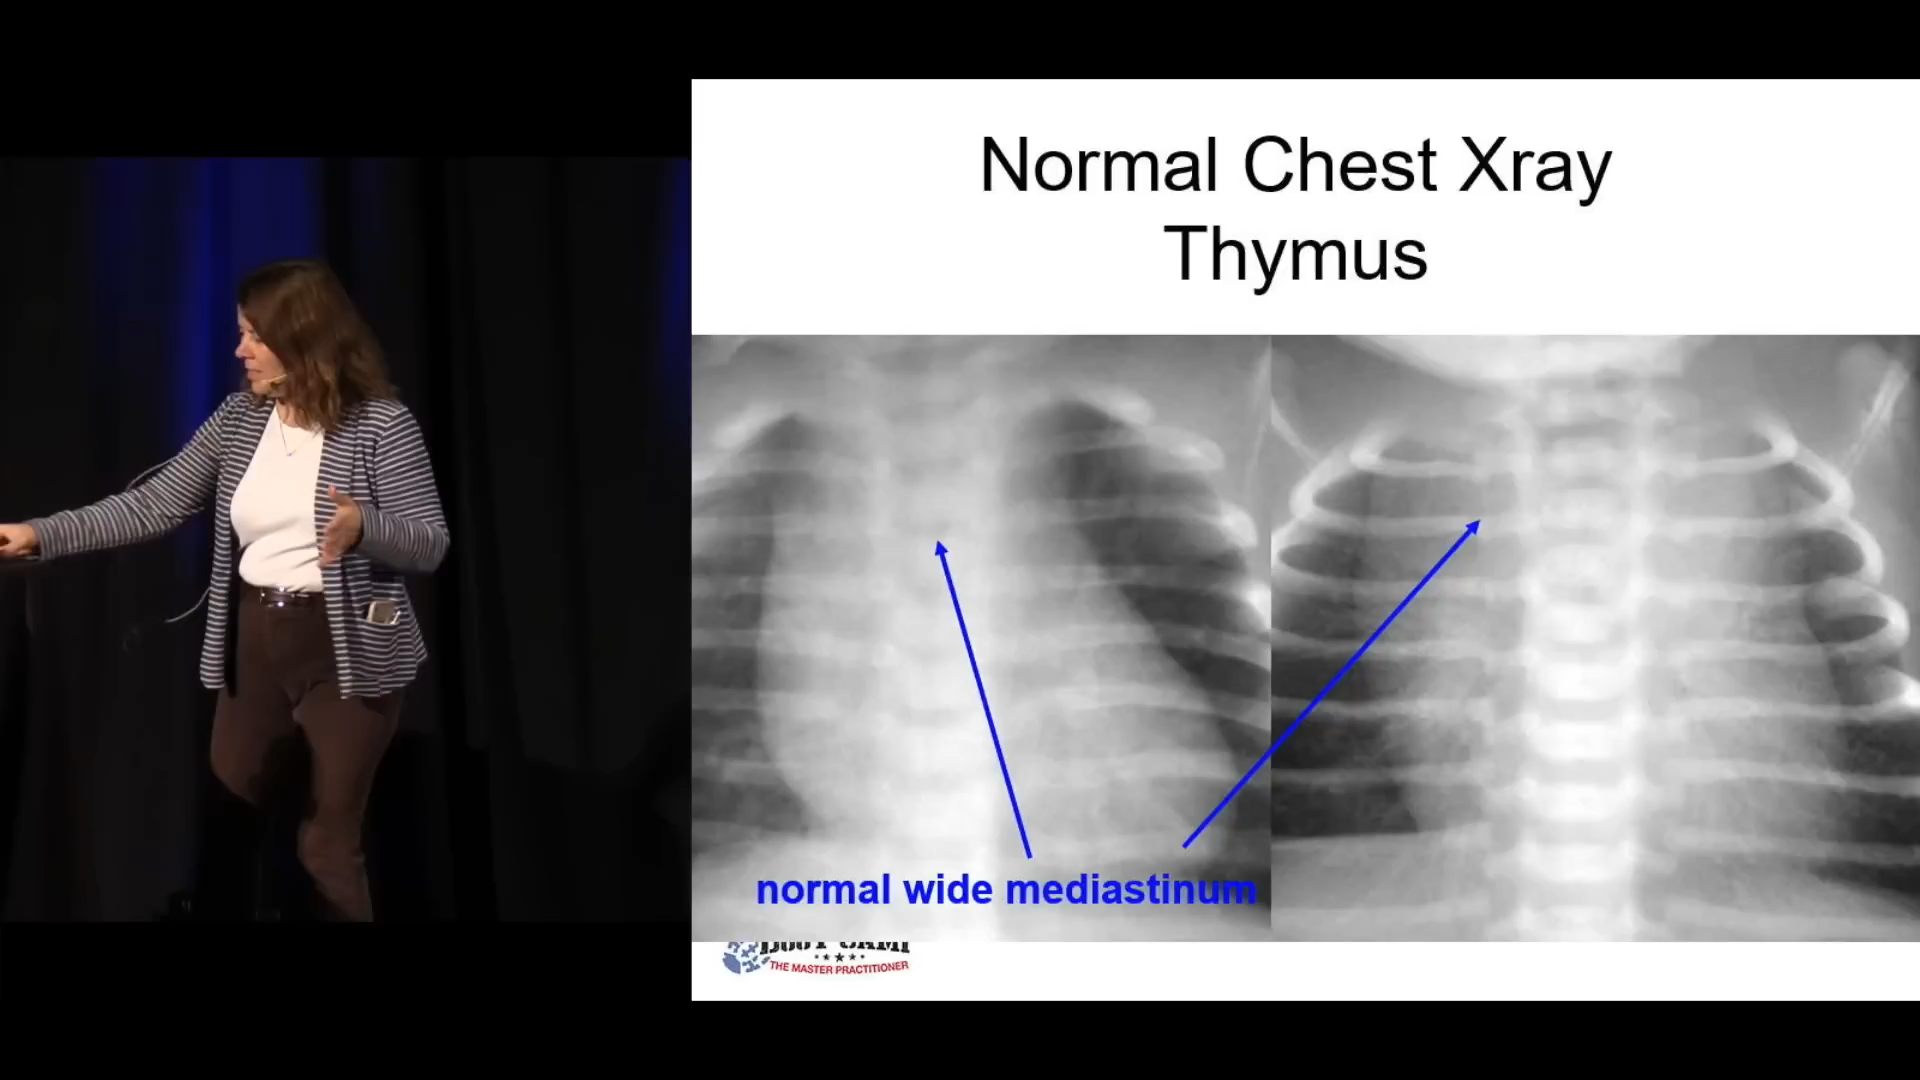 Normal Chest Xray
Thymus
normal wide mediastinum
THE MASTER PRACTITIONER